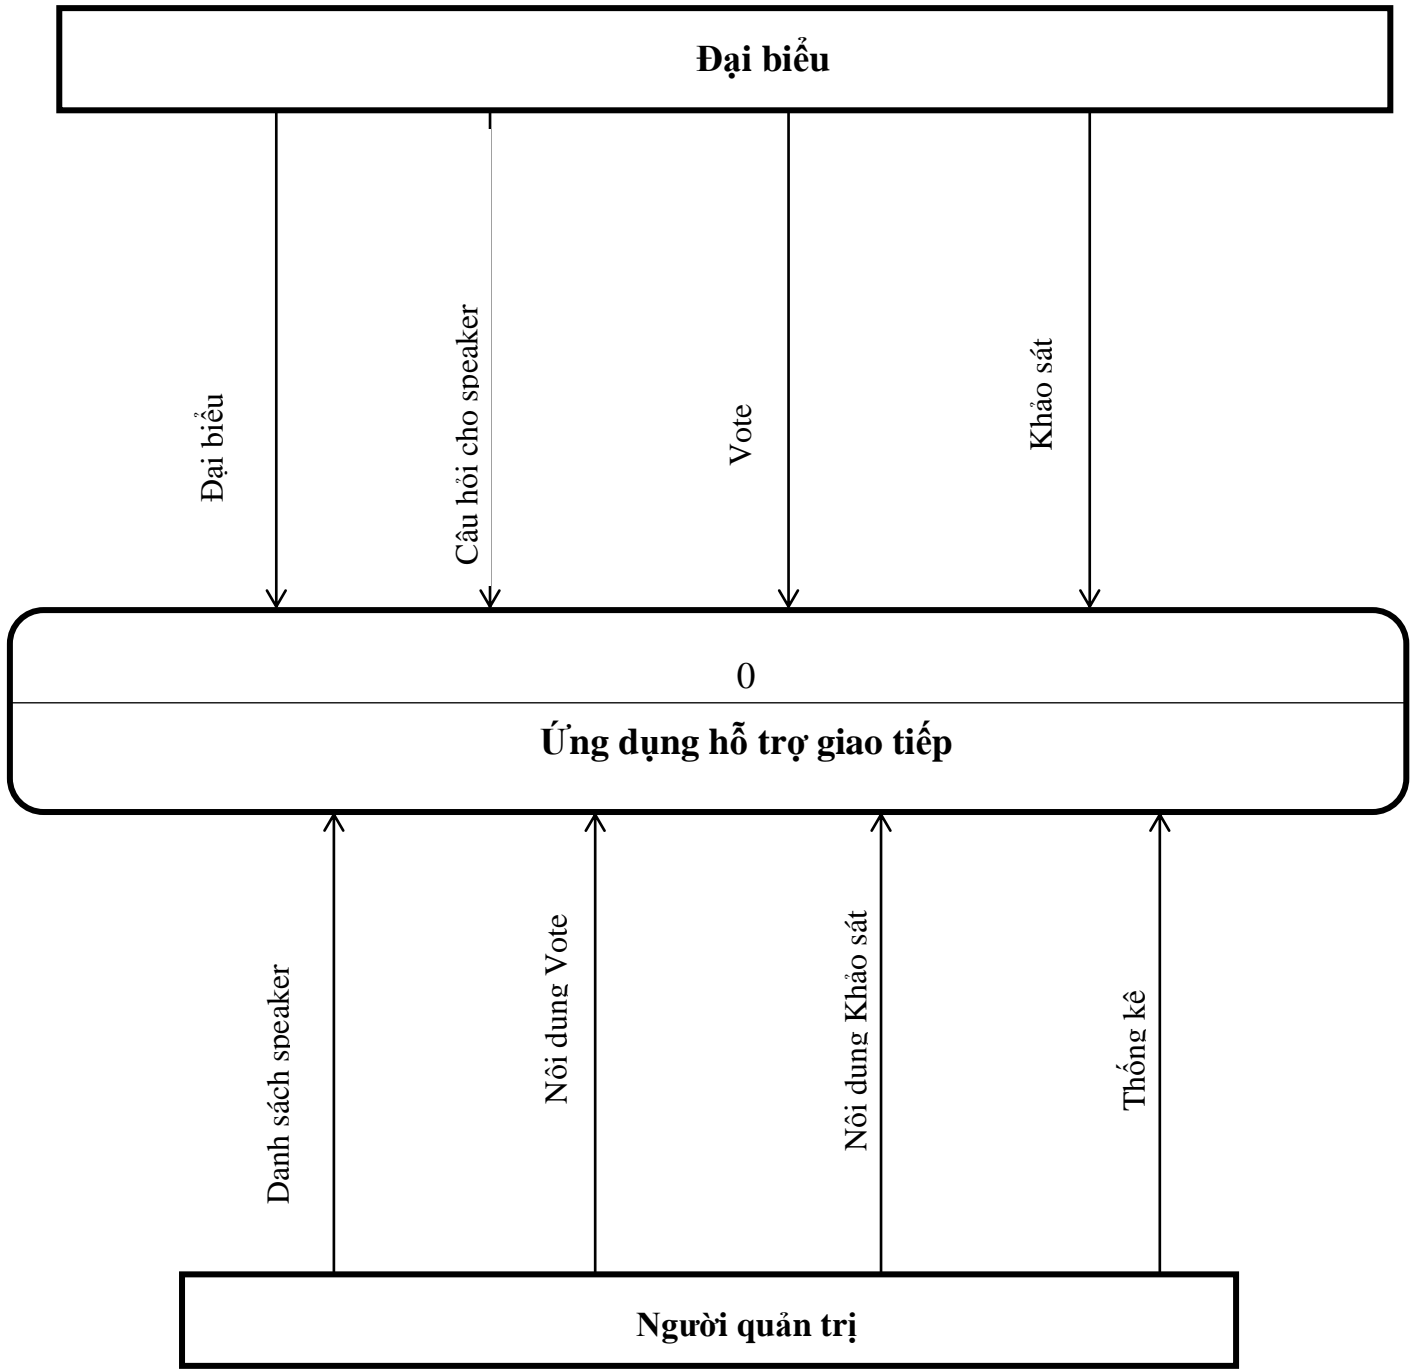 Đại biểu
Đại biểu
Câu hỏi cho speaker
Vote
Khảo sát
0
Ứng dụng hỗ trợ giao tiếp
Danh sách speaker
Nội dung Vote
Nội dung Khảo sát
Thống kê
Người quản trị